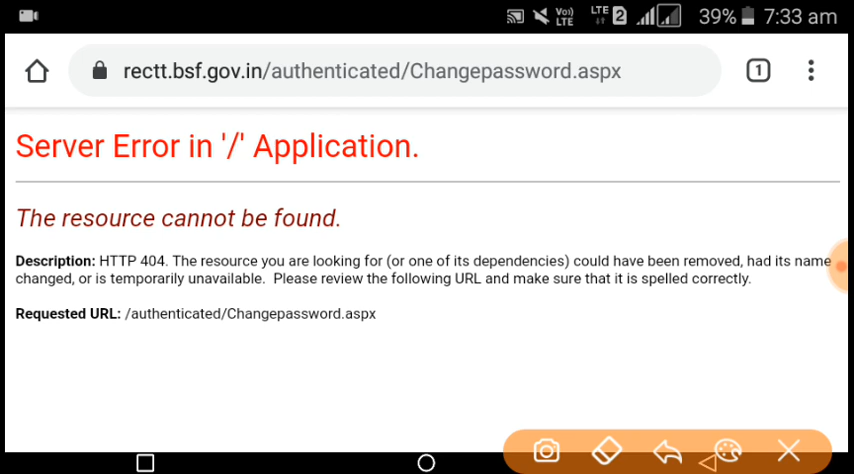 Vo) LTE LTE 2 39% 7:33 am
rectt.bsf.gov.in/authenticated/Changepassword.aspx 1
Server Error in '/' Application.
The resource cannot be found.
Description: HTTP 404. The resource you are looking for (or one of its dependencies) could have been removed, had its name
changed, or is temporarily unavailable.  Please review the following URL and make sure that it is spelled correctly.
Requested URL: /authenticated/Changepassword.aspx